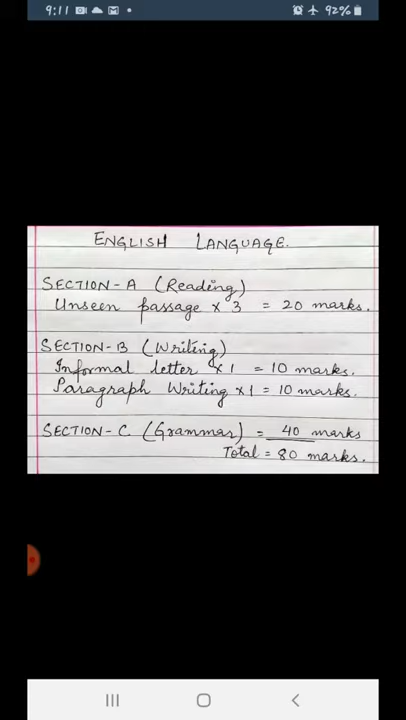 9:11 92%
ENGLISH LANGUAGE.
SECTION-A (Reading)
Unseen passage × 3 = 20 marks.
SECTION-B (Writing)
Informal letter ×1 = 10 marks.
Paragraph Writing ×1 = 10 marks.
SECTION-C (Grammar) = 40 marks
Total = 80 marks.